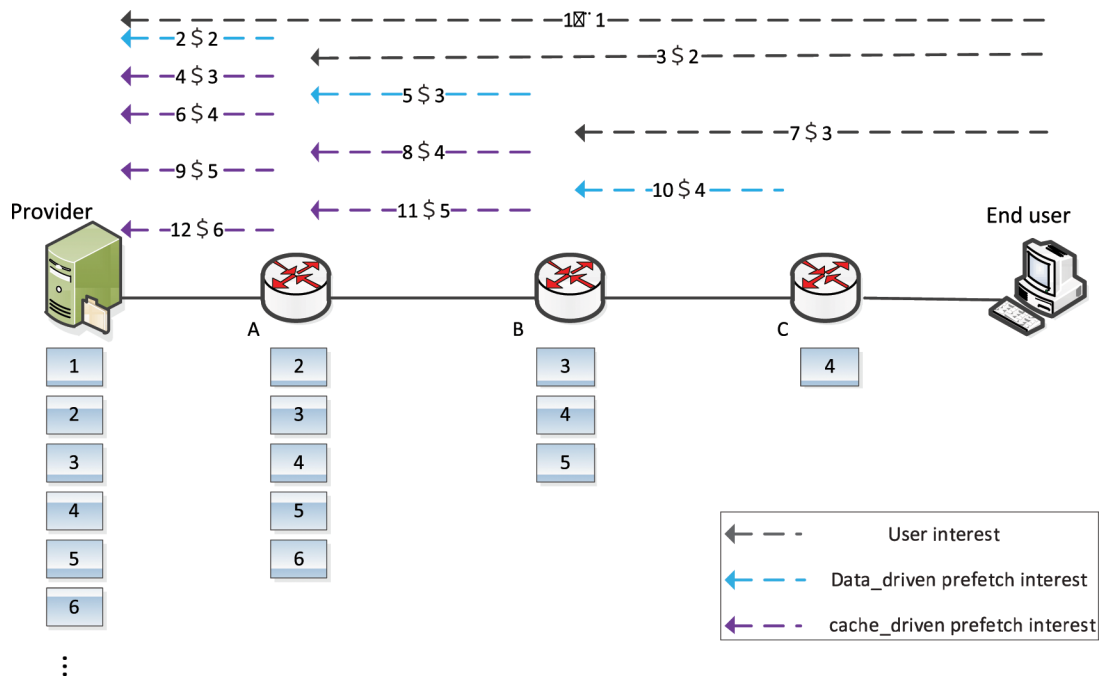 1 1
2 $ 2
3 $ 2
4 $ 3
5 $ 3
6 $ 4
7 $ 3
8 $ 4
9 $ 5
10 $ 4
11 $ 5
12 $ 6
Provider
End user
A B C
1 2 3 4
2 3 4
3 4 5
4 5
5 6
6
⋮
User interest
Data_driven prefetch interest
cache_driven prefetch interest